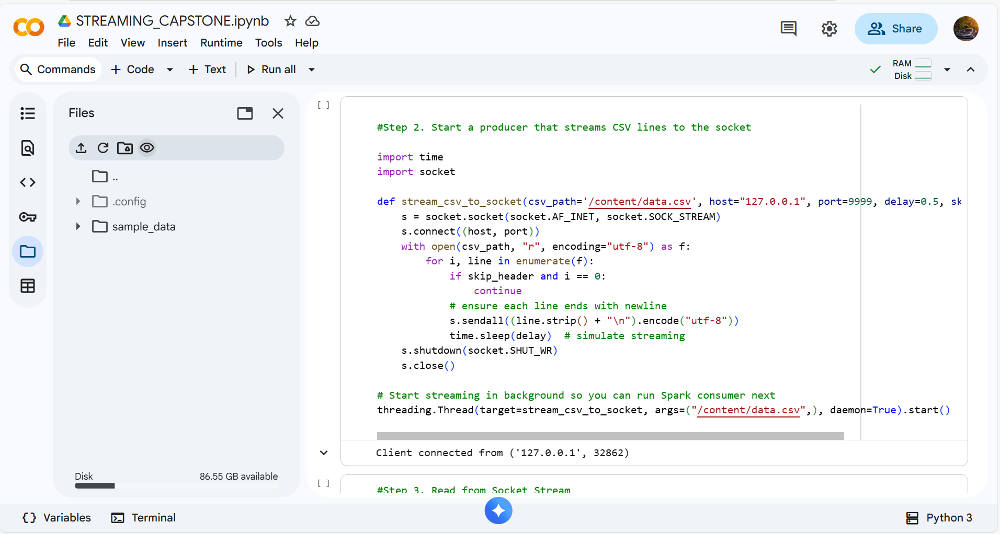 STREAMING_CAPSTONE.ipynb
File Edit View Insert Runtime Tools Help
Share
Commands + Code + Text Run all
RAM
Disk
Files
..
.config
sample_data
Disk 86.55 GB available
[ ]
#Step 2. Start a producer that streams CSV lines to the socket
import time
import socket
def stream_csv_to_socket(csv_path='/content/data.csv', host="127.0.0.1", port=9999, delay=0.5, sk
s = socket.socket(socket.AF_INET, socket.SOCK_STREAM)
s.connect((host, port))
with open(csv_path, "r", encoding="utf-8") as f:
for i, line in enumerate(f):
if skip_header and i == 0:
continue
# ensure each line ends with newline
s.sendall((line.strip() + "\n").encode("utf-8"))
time.sleep(delay)  # simulate streaming
s.shutdown(socket.SHUT_WR)
s.close()
# Start streaming in background so you can run Spark consumer next
threading.Thread(target=stream_csv_to_socket, args=("/content/data.csv",), daemon=True).start()
Client connected from ('127.0.0.1', 32862)
[ ]
#Step 3. Read from Socket Stream
Variables Terminal
Python 3